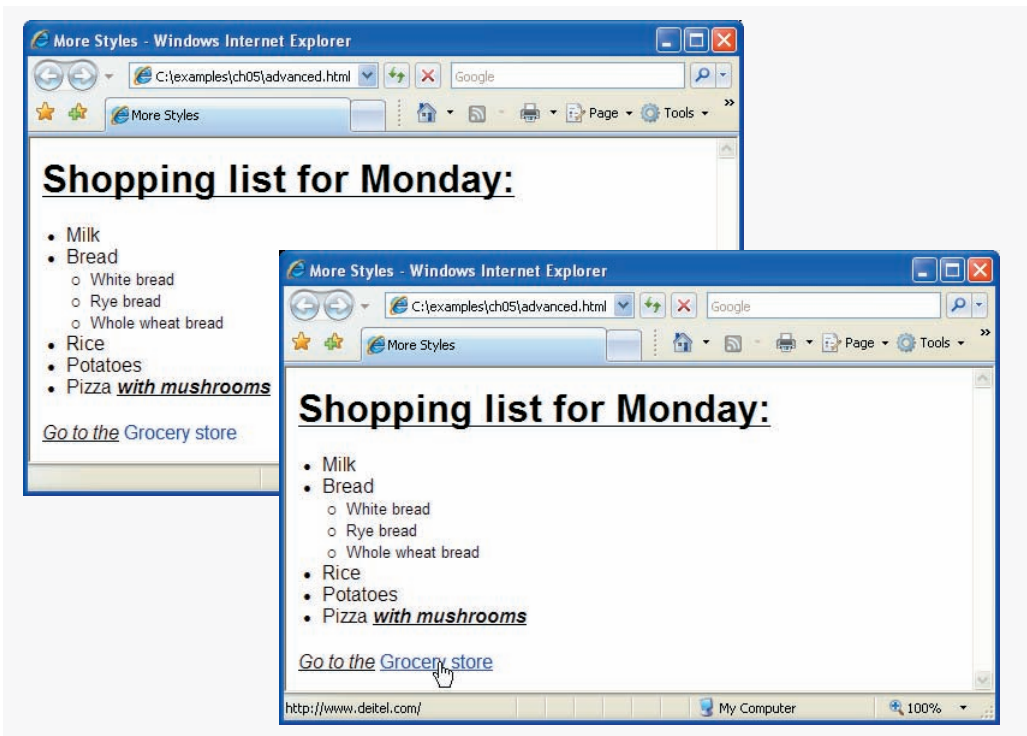 More Styles - Windows Internet Explorer
C:\examples\ch05\advanced.html
Google
More Styles
Page
Tools
»
Shopping list for Monday:
• Milk
• Bread
○ White bread
○ Rye bread
○ Whole wheat bread
• Rice
• Potatoes
• Pizza with mushrooms
Go to the Grocery store
More Styles - Windows Internet Explorer
C:\examples\ch05\advanced.html
Google
More Styles
Page
Tools
»
Shopping list for Monday:
• Milk
• Bread
○ White bread
○ Rye bread
○ Whole wheat bread
• Rice
• Potatoes
• Pizza with mushrooms
Go to the Grocery store
http://www.deitel.com/
My Computer
100%